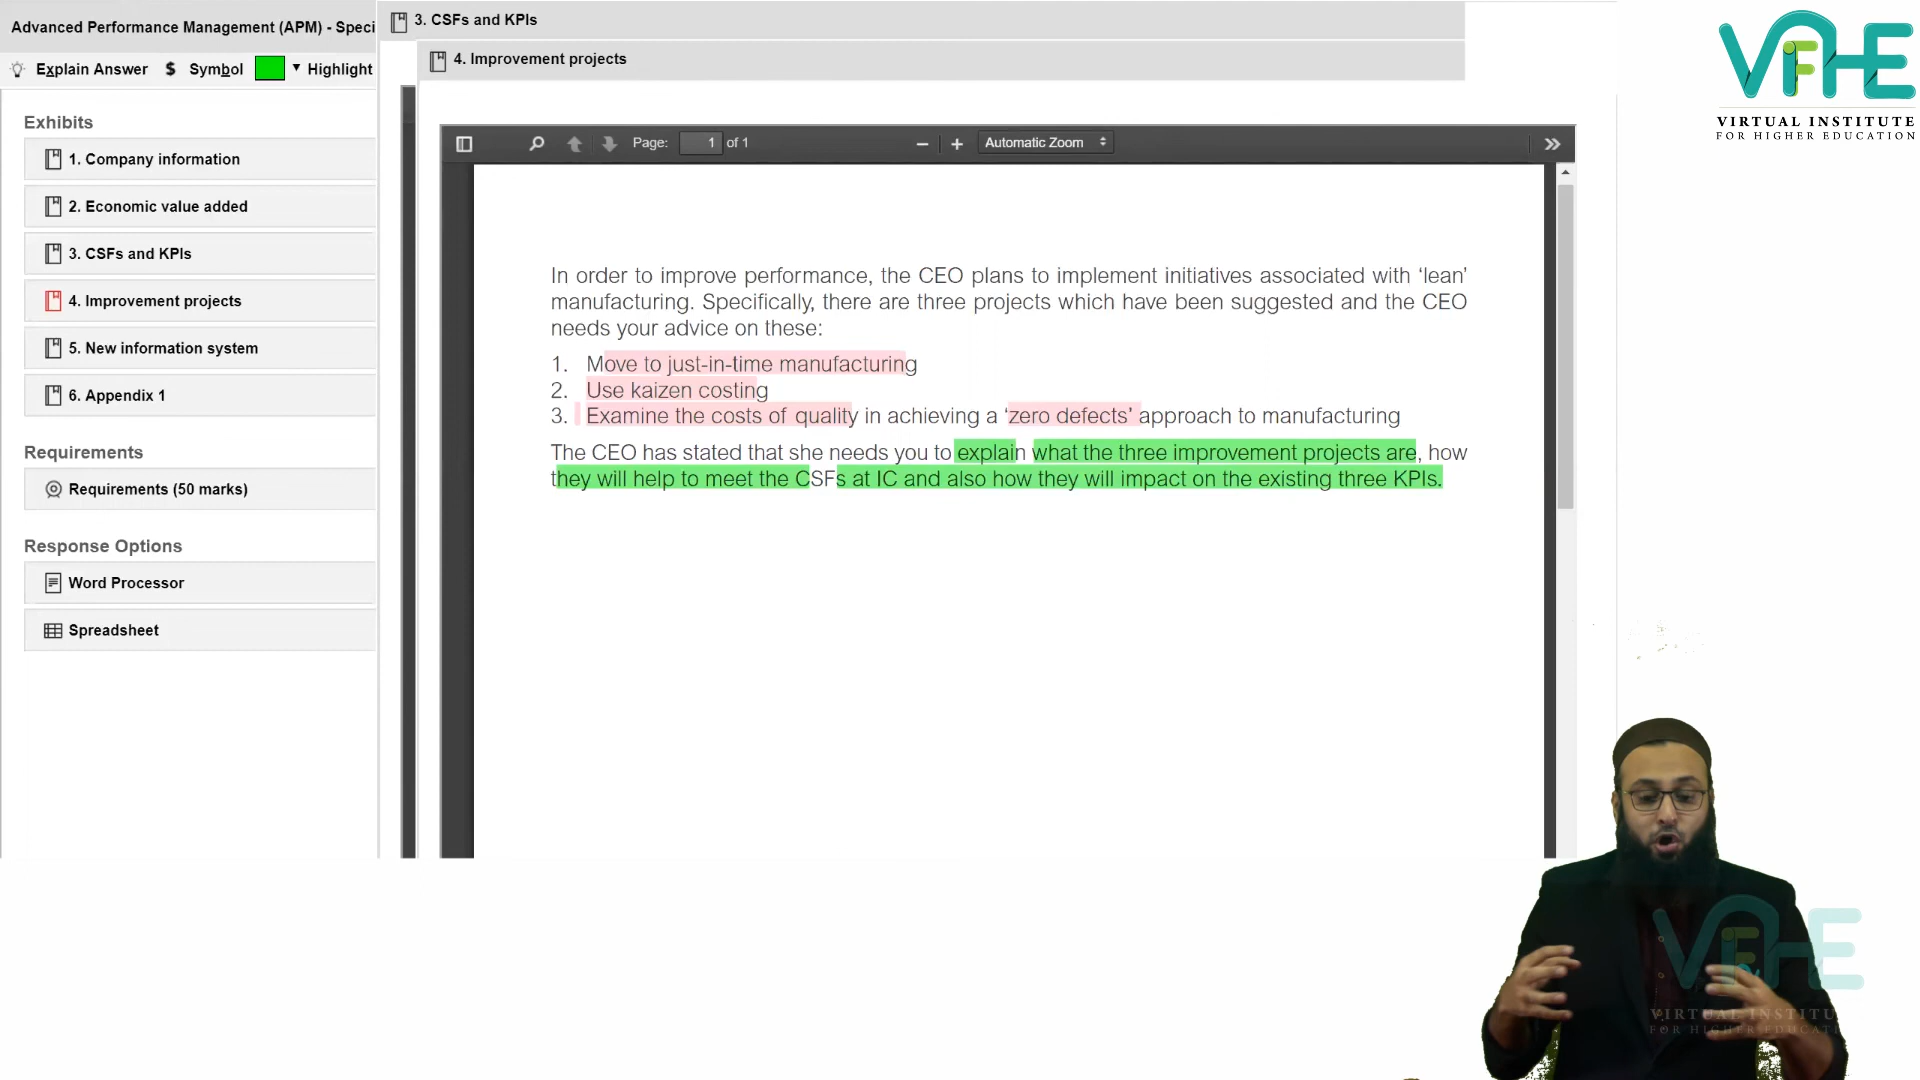 Advanced Performance Management (APM) - Speci
3. CSFs and KPIs
4. Improvement projects
Explain Answer
$ Symbol
Highlight
Exhibits
1. Company information
2. Economic value added
3. CSFs and KPIs
4. Improvement projects
5. New information system
6. Appendix 1
Requirements
Requirements (50 marks)
Response Options
Word Processor
Spreadsheet
Page: 1 of 1
Automatic Zoom
In order to improve performance, the CEO plans to implement initiatives associated with ‘lean’
manufacturing. Specifically, there are three projects which have been suggested and the CEO
needs your advice on these:
1. Move to just-in-time manufacturing
2. Use kaizen costing
3. Examine the costs of quality in achieving a ‘zero defects’ approach to manufacturing
The CEO has stated that she needs you to explain what the three improvement projects are, how
they will help to meet the CSFs at IC and also how they will impact on the existing three KPIs.
VIFHE
VIRTUAL INSTITUTE
FOR HIGHER EDUCATION
VIFHE
VIRTUAL INSTITU
FOR HIGHER EDUCAT